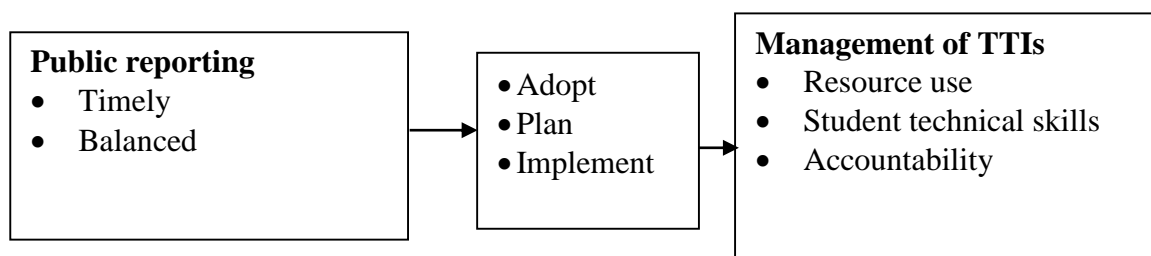 Public reporting
• Timely
• Balanced
• Adopt
• Plan
• Implement
Management of TTIs
• Resource use
• Student technical skills
• Accountability